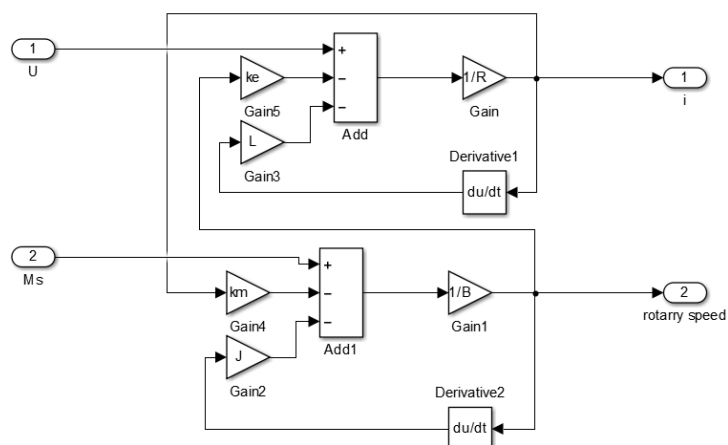 1
U
ke
Gain5
+
−
−
Add
1/R
Gain
1
i
L
Gain3
Derivative1
du/dt
2
Ms
km
Gain4
+
−
−
Add1
1/B
Gain1
2
rotarry speed
J
Gain2
Derivative2
du/dt